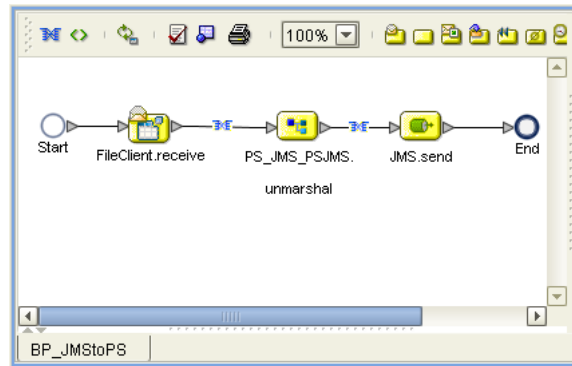 100%
Start
FileClient.receive
PS_JMS_PSJMS.
unmarshal
JMS.send
End
BP_JMStoPS